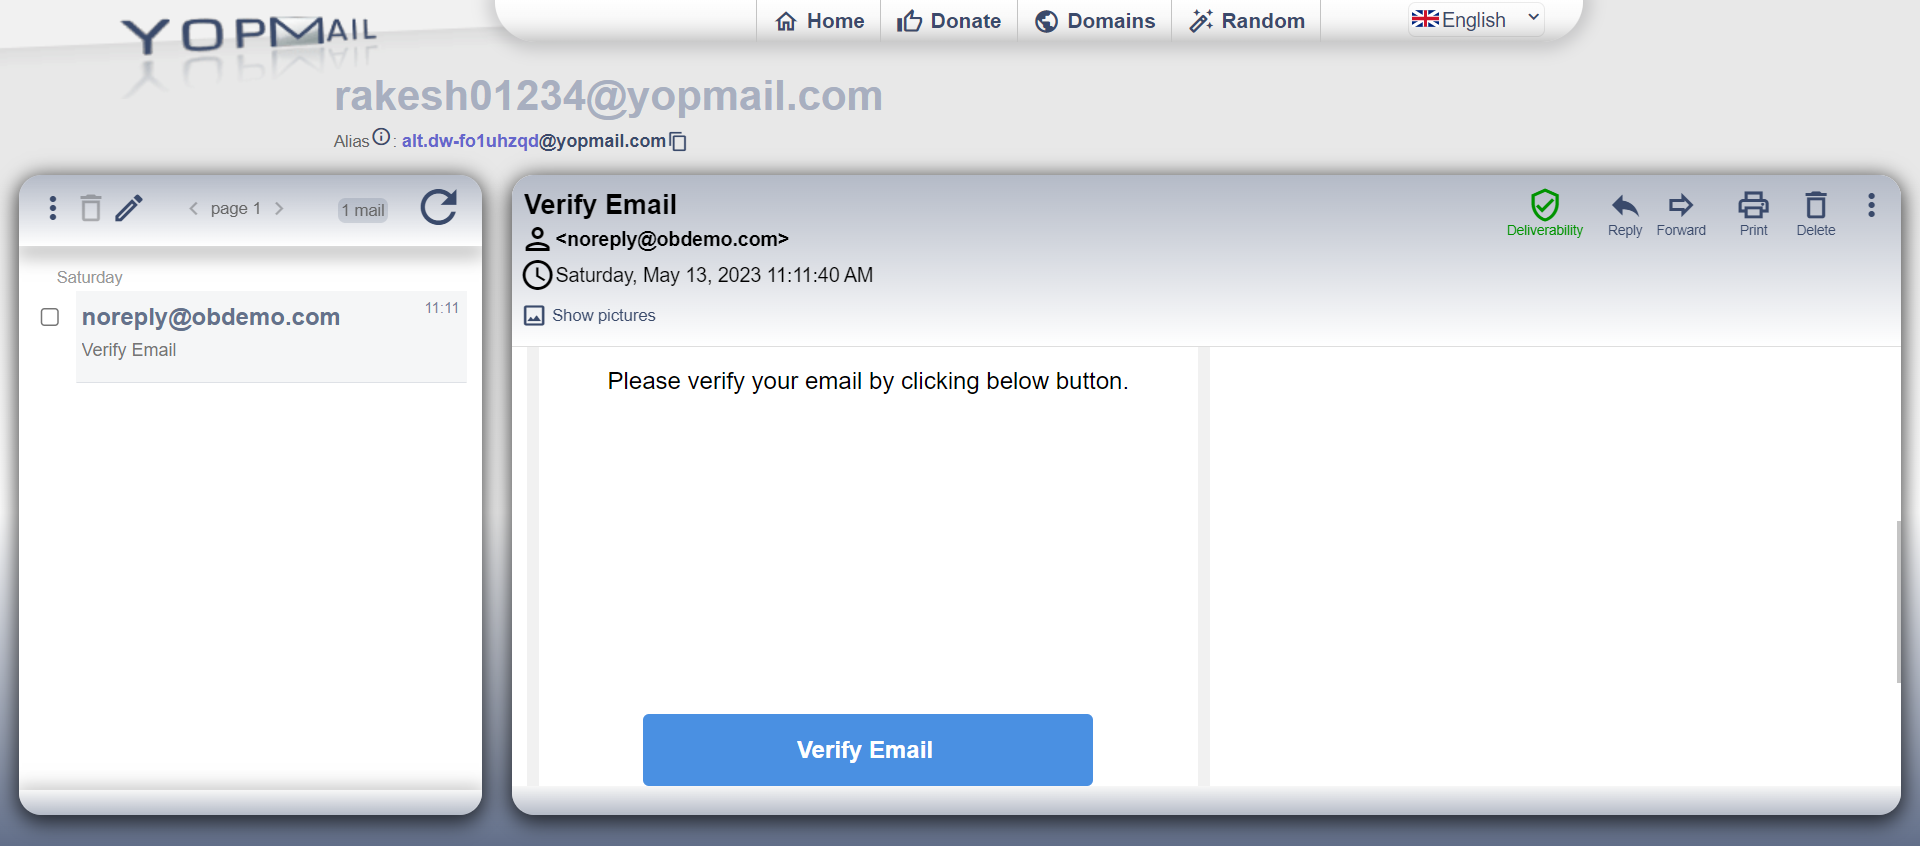 YOPMAIL
Home
Donate
Domains
Random
English
rakesh01234@yopmail.com
Alias : alt.dw-fo1uhzqd@yopmail.com
page 1
1 mail
Saturday
noreply@obdemo.com
11:11
Verify Email
Verify Email
<noreply@obdemo.com>
Saturday, May 13, 2023 11:11:40 AM
Show pictures
Deliverability
Reply
Forward
Print
Delete
Please verify your email by clicking below button.
Verify Email